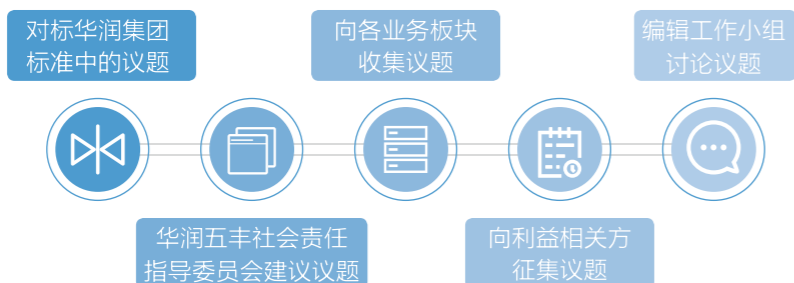 对标华润集团
标准中的议题
华润五丰社会责任
指导委员会建议议题
向各业务板块
收集议题
向利益相关方
征集议题
编辑工作小组
讨论议题